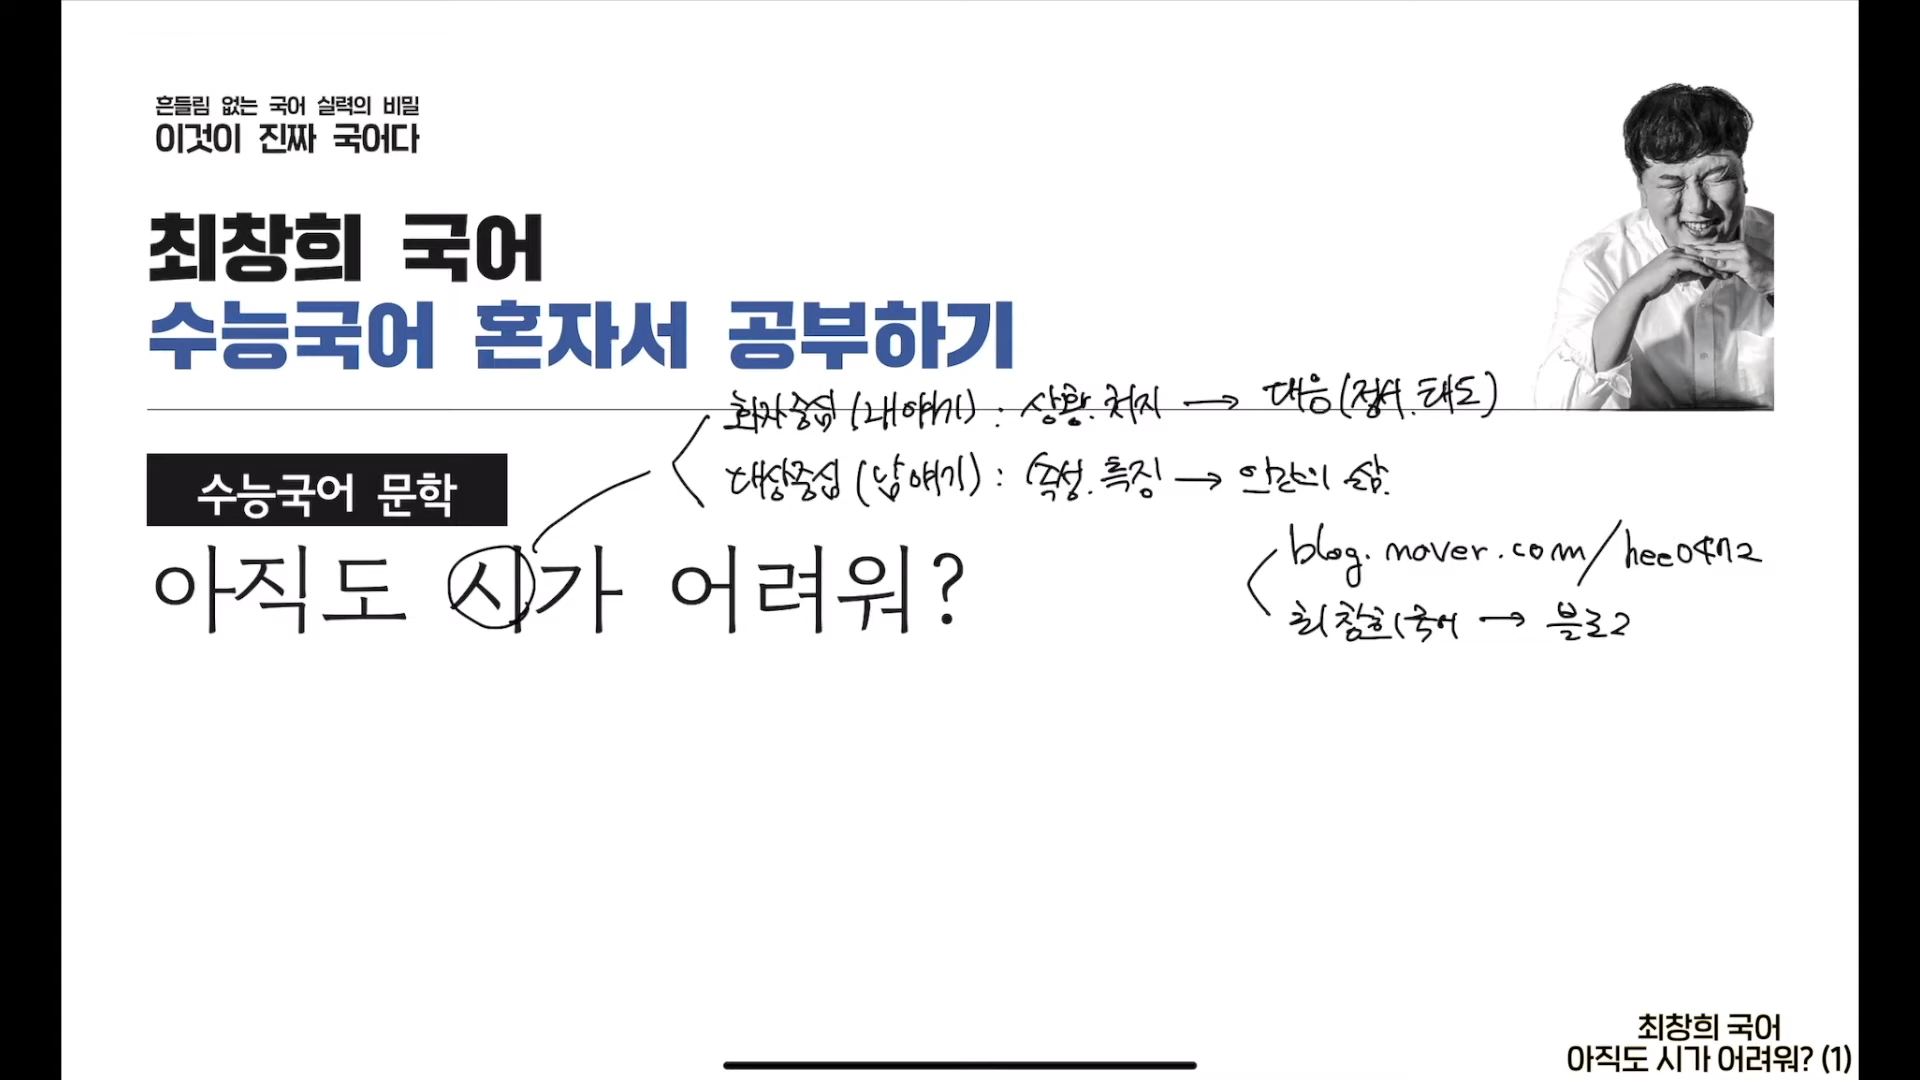 흔들림 없는 국어 실력의 비밀
이것이 진짜 국어다
최창희 국어
수능국어 혼자서 공부하기
화자중심 (내 얘기) : 상황. 처지 → 대응 (정서. 태도)
대상중심 (남 얘기) : 속성. 특징 → 인간의 삶.
수능국어 문학
아직도 시가 어려워?
blog.naver.com/hee0472
최창희국어 → 블로그
최창희 국어
아직도 시가 어려워? (1)